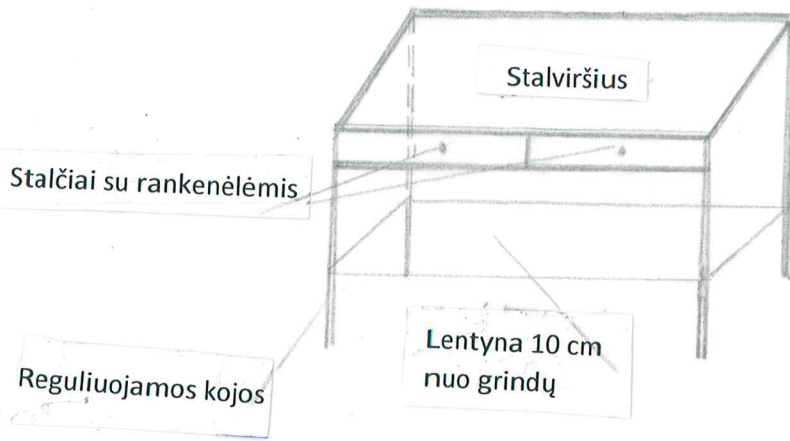 Stalviršius
Stalčiai su rankenėlėmis
Lentyna 10 cm
nuo grindų
Reguliuojamos kojos